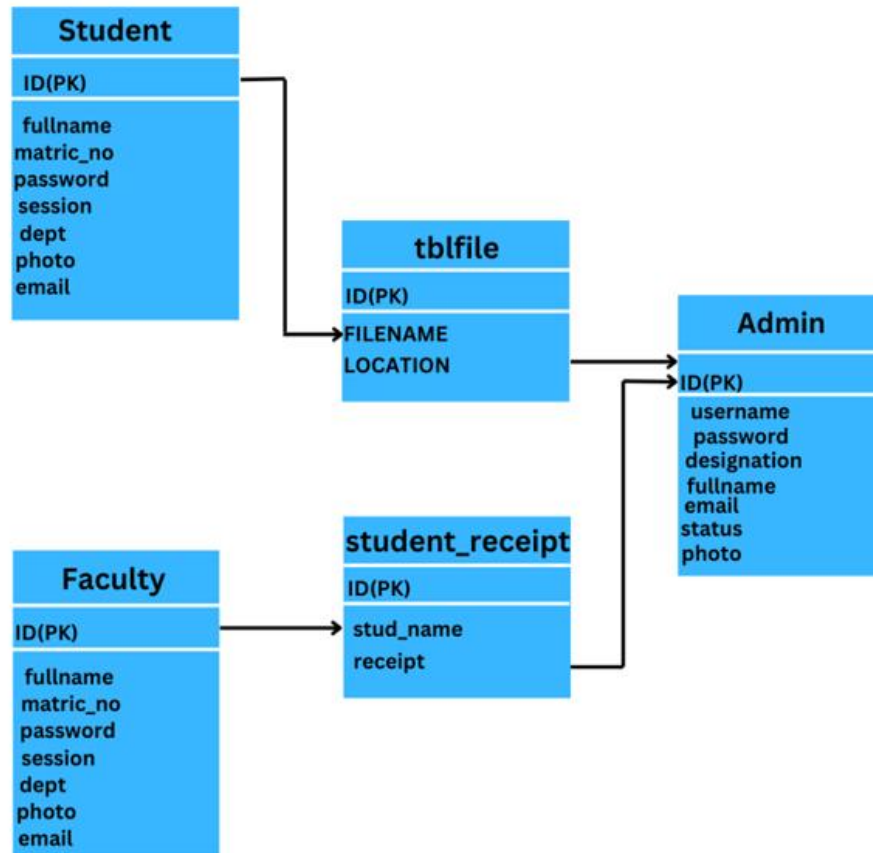 Student
ID(PK)
fullname
matric_no
password
session
dept
photo
email
tblfile
ID(PK)
FILENAME
LOCATION
Admin
ID(PK)
username
password
designation
fullname
email
status
photo
student_receipt
ID(PK)
stud_name
receipt
Faculty
ID(PK)
fullname
matric_no
password
session
dept
photo
email